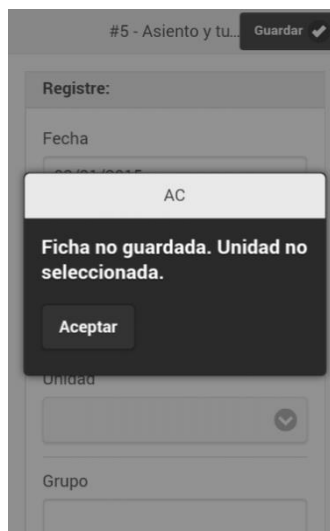 #5 - Asiento y tu...
Guardar
Registre:
Fecha
AC
Ficha no guardada. Unidad no
seleccionada.
Aceptar
Unidad
Grupo